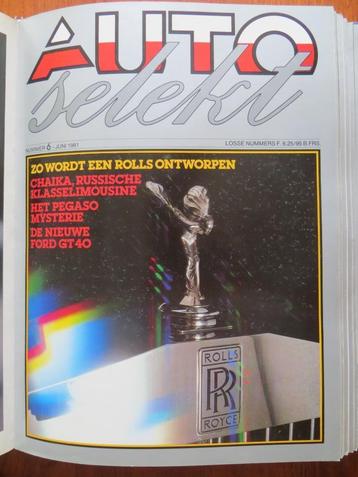 AUTO
selekt
NUMMER 6 - JUNI 1981
LOSSE NUMMERS F. 6.25/96 B.FRS.
ZO WORDT EEN ROLLS ONTWORPEN
CHAIKA, RUSSISCHE
KLASSELIMOUSINE
HET PEGASO
MYSTERIE
DE NIEUWE
FORD GT40
ROLLS
RR
ROYCE